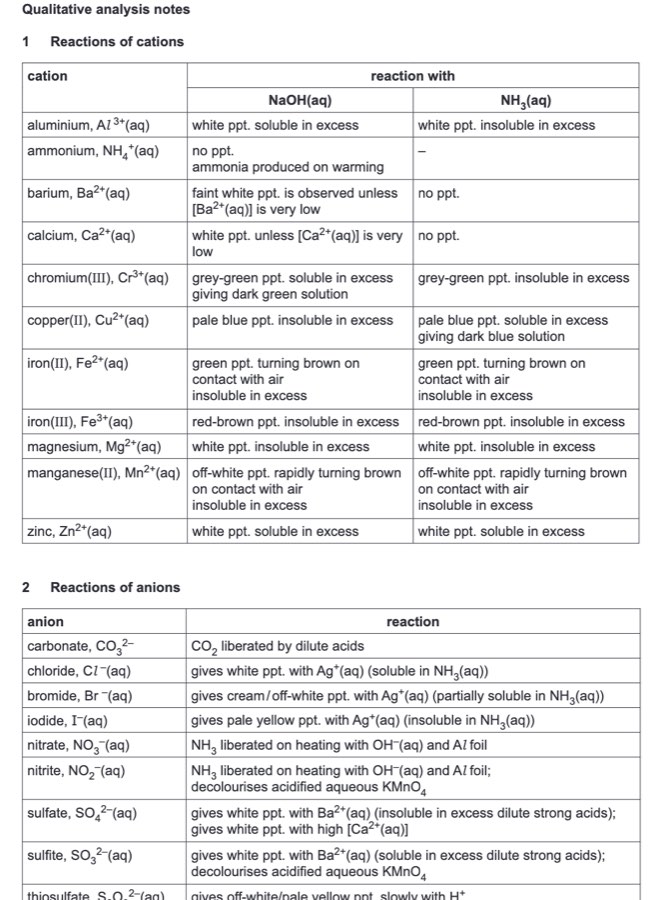 Qualitative analysis notes
1 Reactions of cations
cation
reaction with
NaOH(aq)
NH₃(aq)
aluminium, Al³⁺(aq)
white ppt. soluble in excess
white ppt. insoluble in excess
ammonium, NH₄⁺(aq)
no ppt.
ammonia produced on warming
–
barium, Ba²⁺(aq)
faint white ppt. is observed unless
[Ba²⁺(aq)] is very low
no ppt.
calcium, Ca²⁺(aq)
white ppt. unless [Ca²⁺(aq)] is very
low
no ppt.
chromium(III), Cr³⁺(aq)
grey-green ppt. soluble in excess
giving dark green solution
grey-green ppt. insoluble in excess
copper(II), Cu²⁺(aq)
pale blue ppt. insoluble in excess
pale blue ppt. soluble in excess
giving dark blue solution
iron(II), Fe²⁺(aq)
green ppt. turning brown on
contact with air
insoluble in excess
green ppt. turning brown on
contact with air
insoluble in excess
iron(III), Fe³⁺(aq)
red-brown ppt. insoluble in excess
red-brown ppt. insoluble in excess
magnesium, Mg²⁺(aq)
white ppt. insoluble in excess
white ppt. insoluble in excess
manganese(II), Mn²⁺(aq)
off-white ppt. rapidly turning brown
on contact with air
insoluble in excess
off-white ppt. rapidly turning brown
on contact with air
insoluble in excess
zinc, Zn²⁺(aq)
white ppt. soluble in excess
white ppt. soluble in excess
2 Reactions of anions
anion
reaction
carbonate, CO₃²⁻
CO₂ liberated by dilute acids
chloride, Cl⁻(aq)
gives white ppt. with Ag⁺(aq) (soluble in NH₃(aq))
bromide, Br⁻(aq)
gives cream/off-white ppt. with Ag⁺(aq) (partially soluble in NH₃(aq))
iodide, I⁻(aq)
gives pale yellow ppt. with Ag⁺(aq) (insoluble in NH₃(aq))
nitrate, NO₃⁻(aq)
NH₃ liberated on heating with OH⁻(aq) and Al foil
nitrite, NO₂⁻(aq)
NH₃ liberated on heating with OH⁻(aq) and Al foil;
decolourises acidified aqueous KMnO₄
sulfate, SO₄²⁻(aq)
gives white ppt. with Ba²⁺(aq) (insoluble in excess dilute strong acids);
gives white ppt. with high [Ca²⁺(aq)]
sulfite, SO₃²⁻(aq)
gives white ppt. with Ba²⁺(aq) (soluble in excess dilute strong acids);
decolourises acidified aqueous KMnO₄
thiosulfate, S₂O₃²⁻(aq)
gives off-white/pale yellow ppt. slowly with H⁺